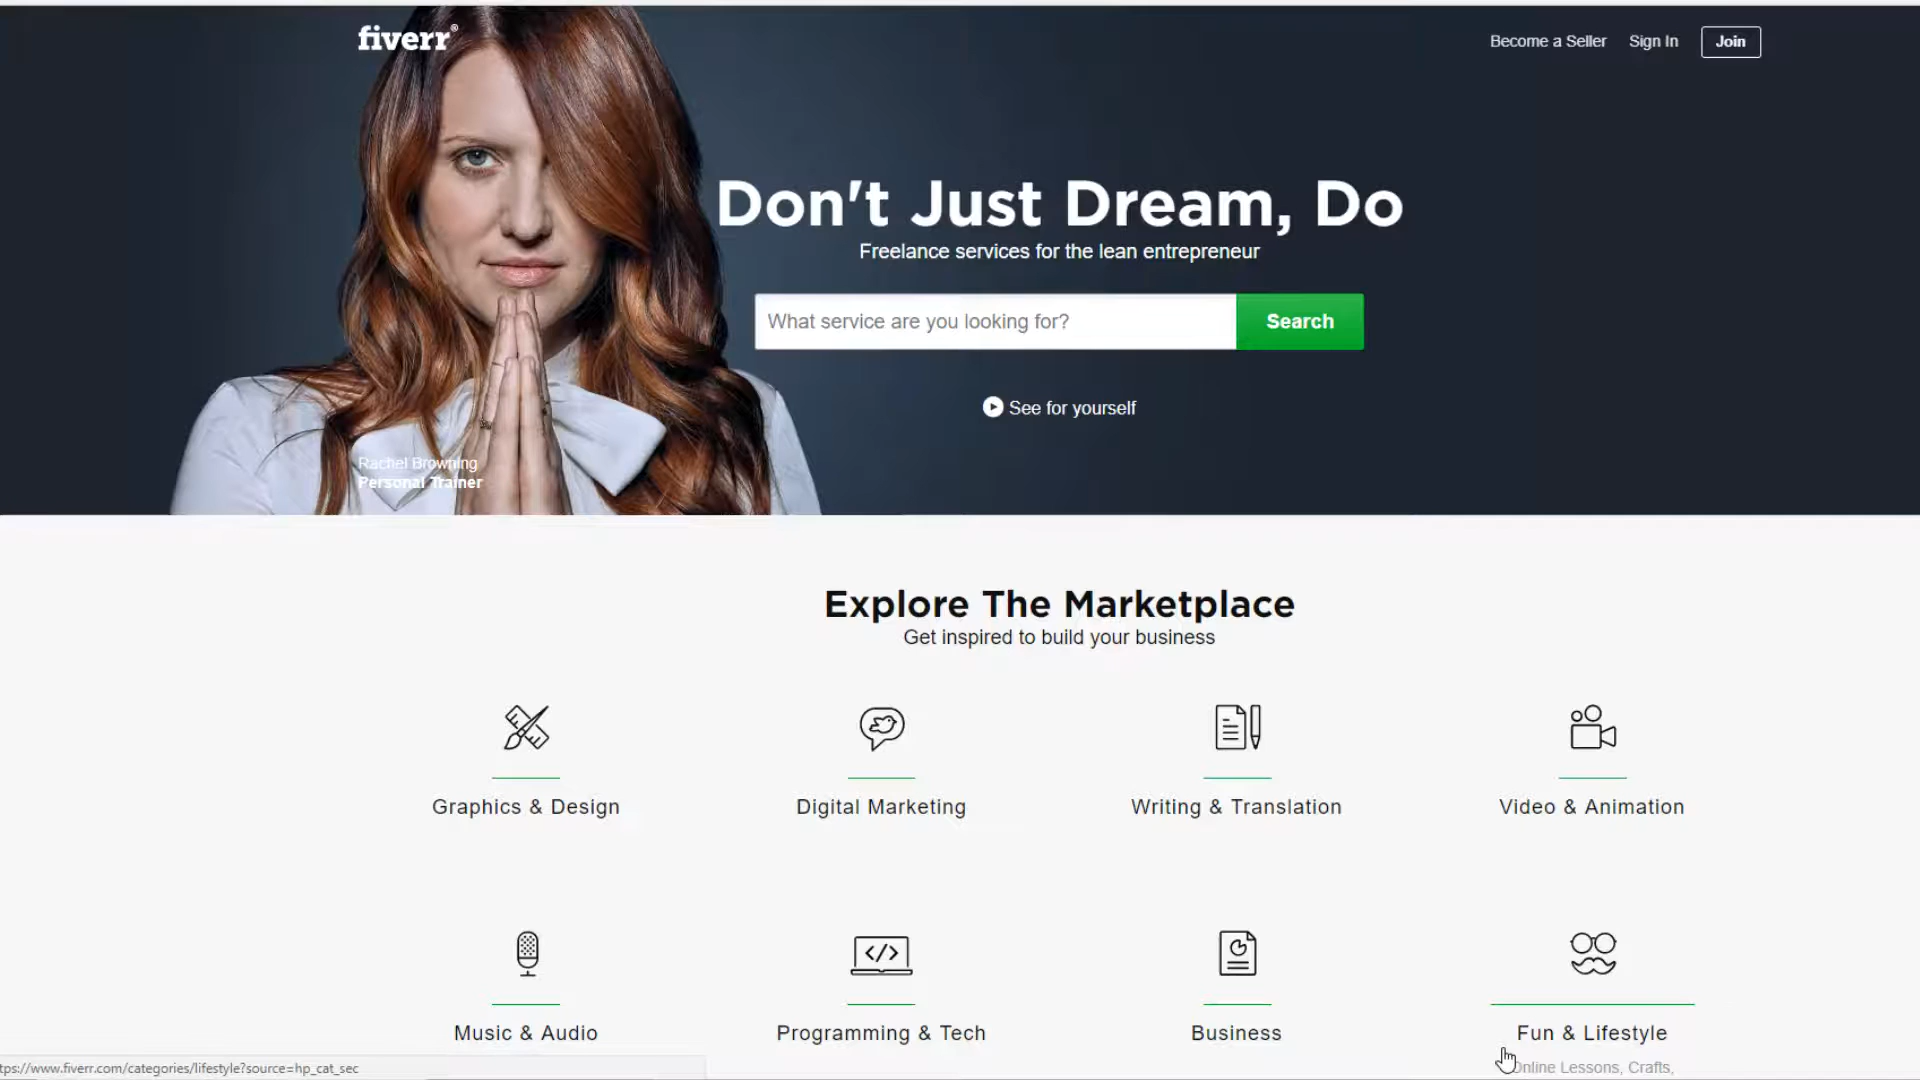 fiverr®
Become a Seller Sign In Join
Don't Just Dream, Do
Freelance services for the lean entrepreneur
What service are you looking for? Search
See for yourself
Rachel Browning
Personal Trainer
Explore The Marketplace
Get inspired to build your business
Graphics & Design Digital Marketing Writing & Translation Video & Animation
Music & Audio Programming & Tech Business Fun & Lifestyle
Online Lessons, Crafts,
tps://www.fiverr.com/categories/lifestyle?source=hp_cat_sec